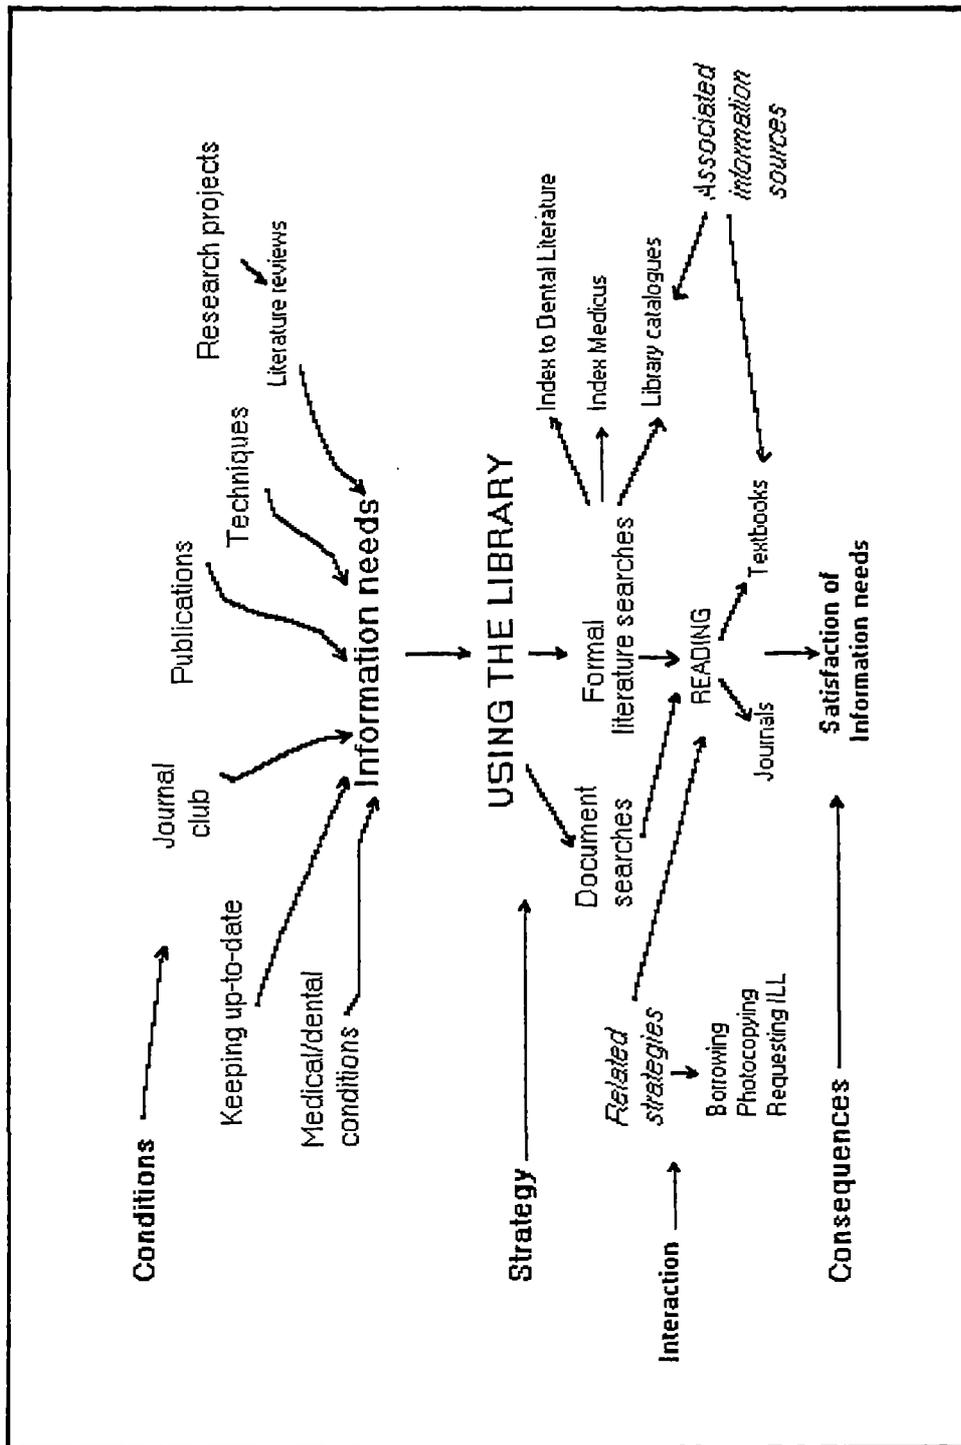 Conditions
Journal
club
Publications
Research projects
Keeping up-to-date
Techniques
Literature reviews
Medical/dental
conditions
Information needs
Strategy
USING THE LIBRARY
Index to Dental Literature
Document
searches
Formal
literature searches
Index Medicus
Library catalogues
Interaction
Related
strategies
READING
Associated
information
sources
Borrowing
Photocopying
Requesting ILL
Journals
Textbooks
Consequences
Satisfaction of
Information needs